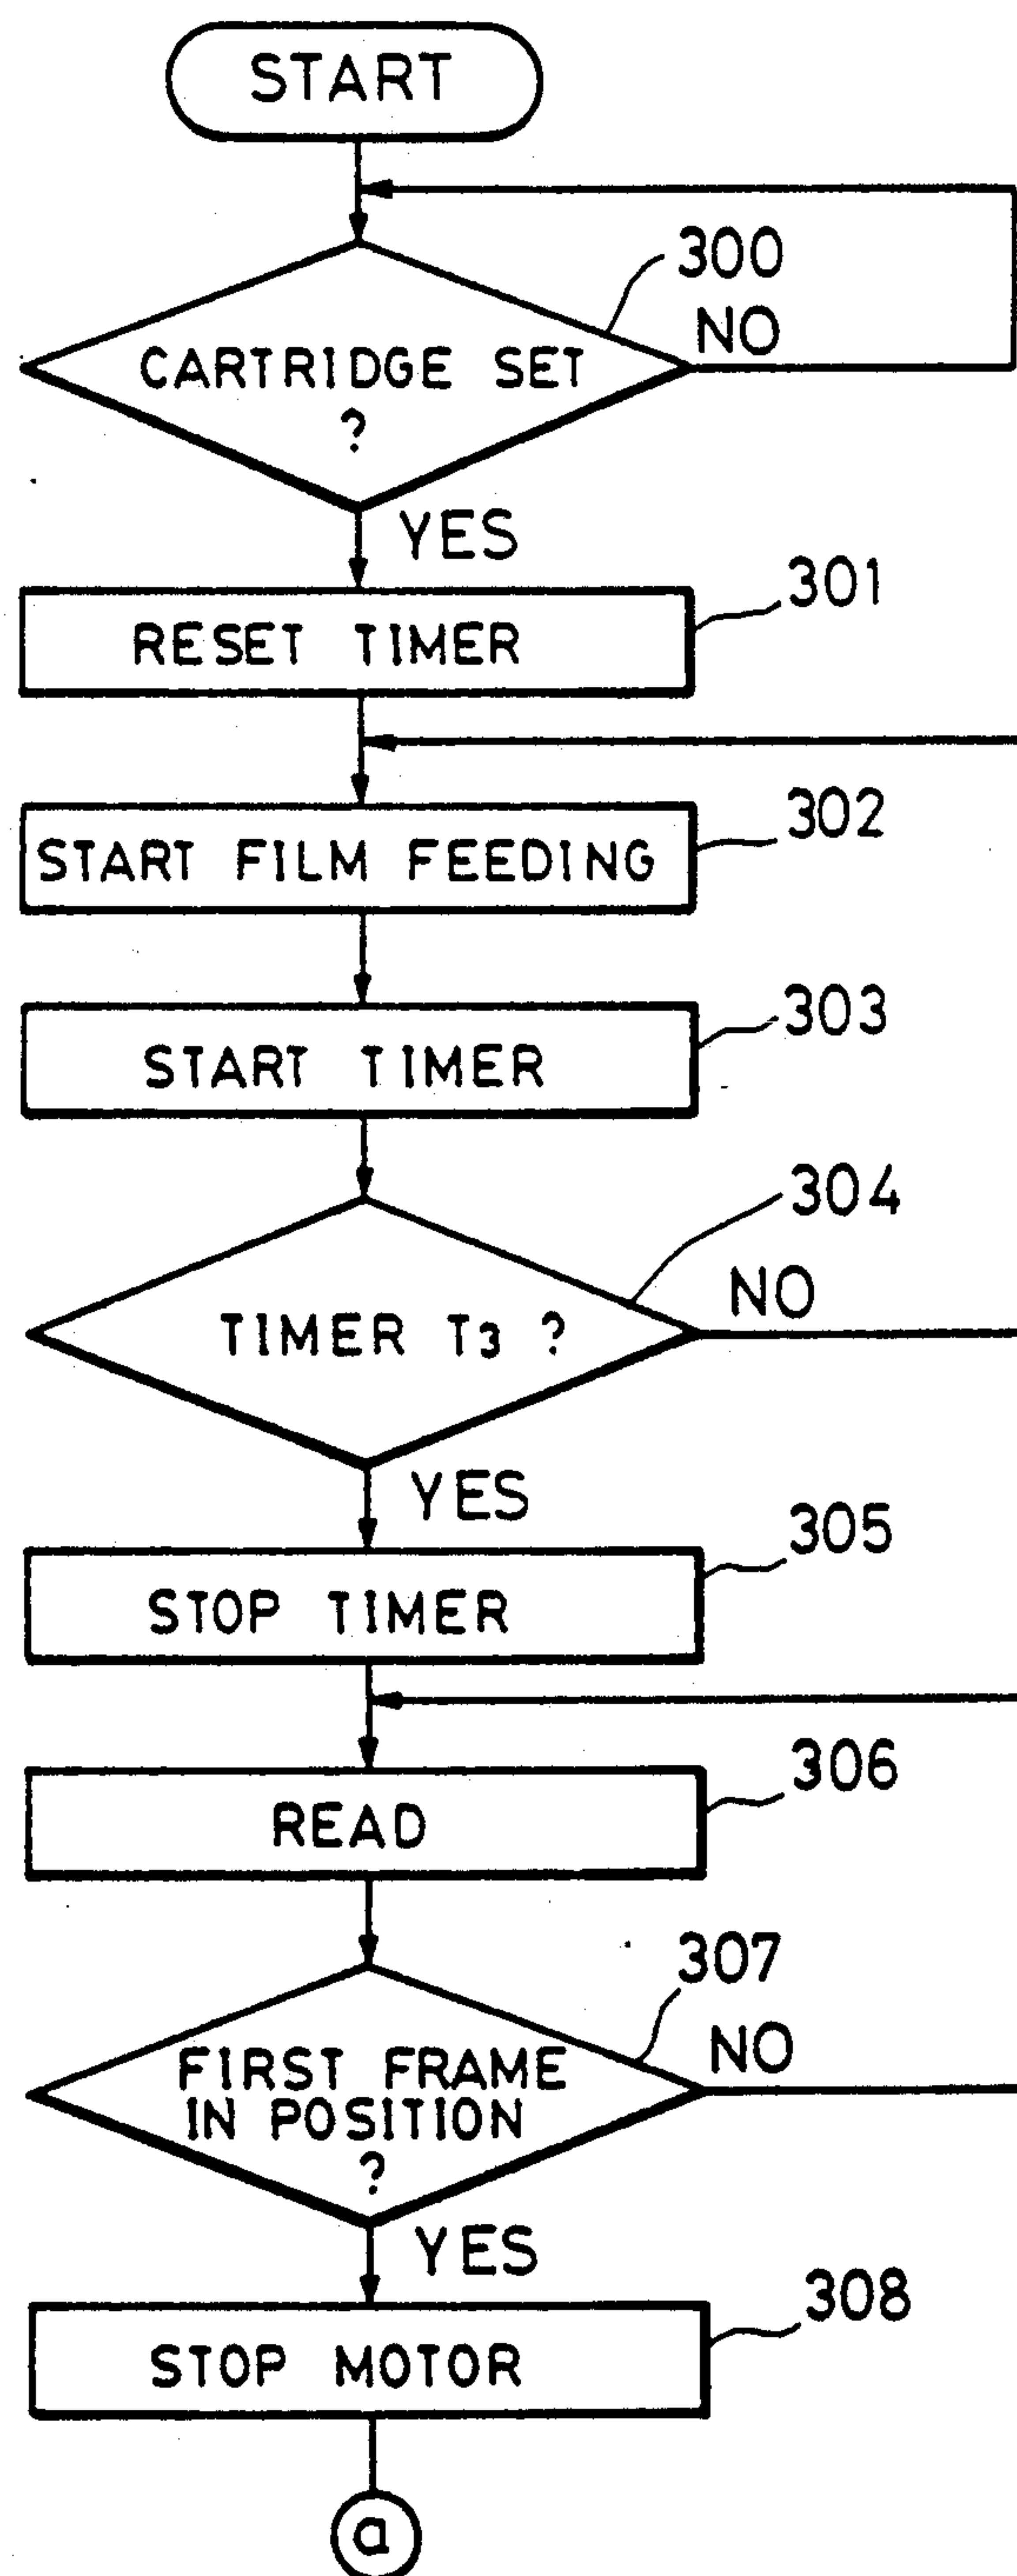 START
300
NO
CARTRIDGE SET
?
YES
301
RESET TIMER
302
START FILM FEEDING
303
START TIMER
304
NO
TIMER T3 ?
YES
305
STOP TIMER
306
READ
307
NO
FIRST FRAME
IN POSITION
?
YES
308
STOP MOTOR
a